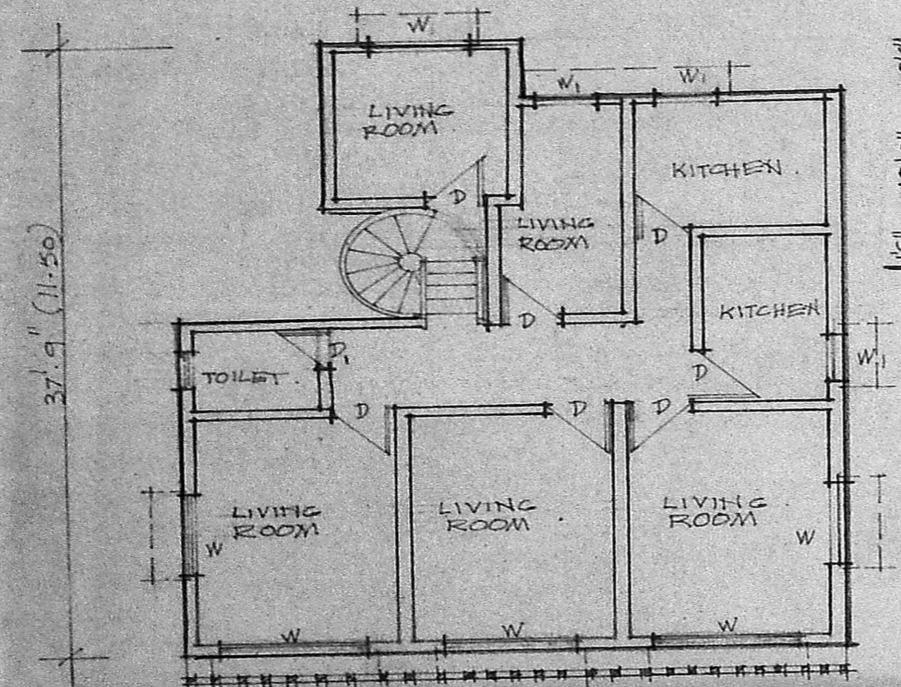 W
W1
W1
LIVING
ROOM.
KITCHEN.
D
LIVING
ROOM
D
37'.9" (11.50)
D
KITCHEN
D1
W1
TOILET.
D
D
D
D
LIVING
ROOM
LIVING
ROOM
LIVING
ROOM
W
W
W
W
W